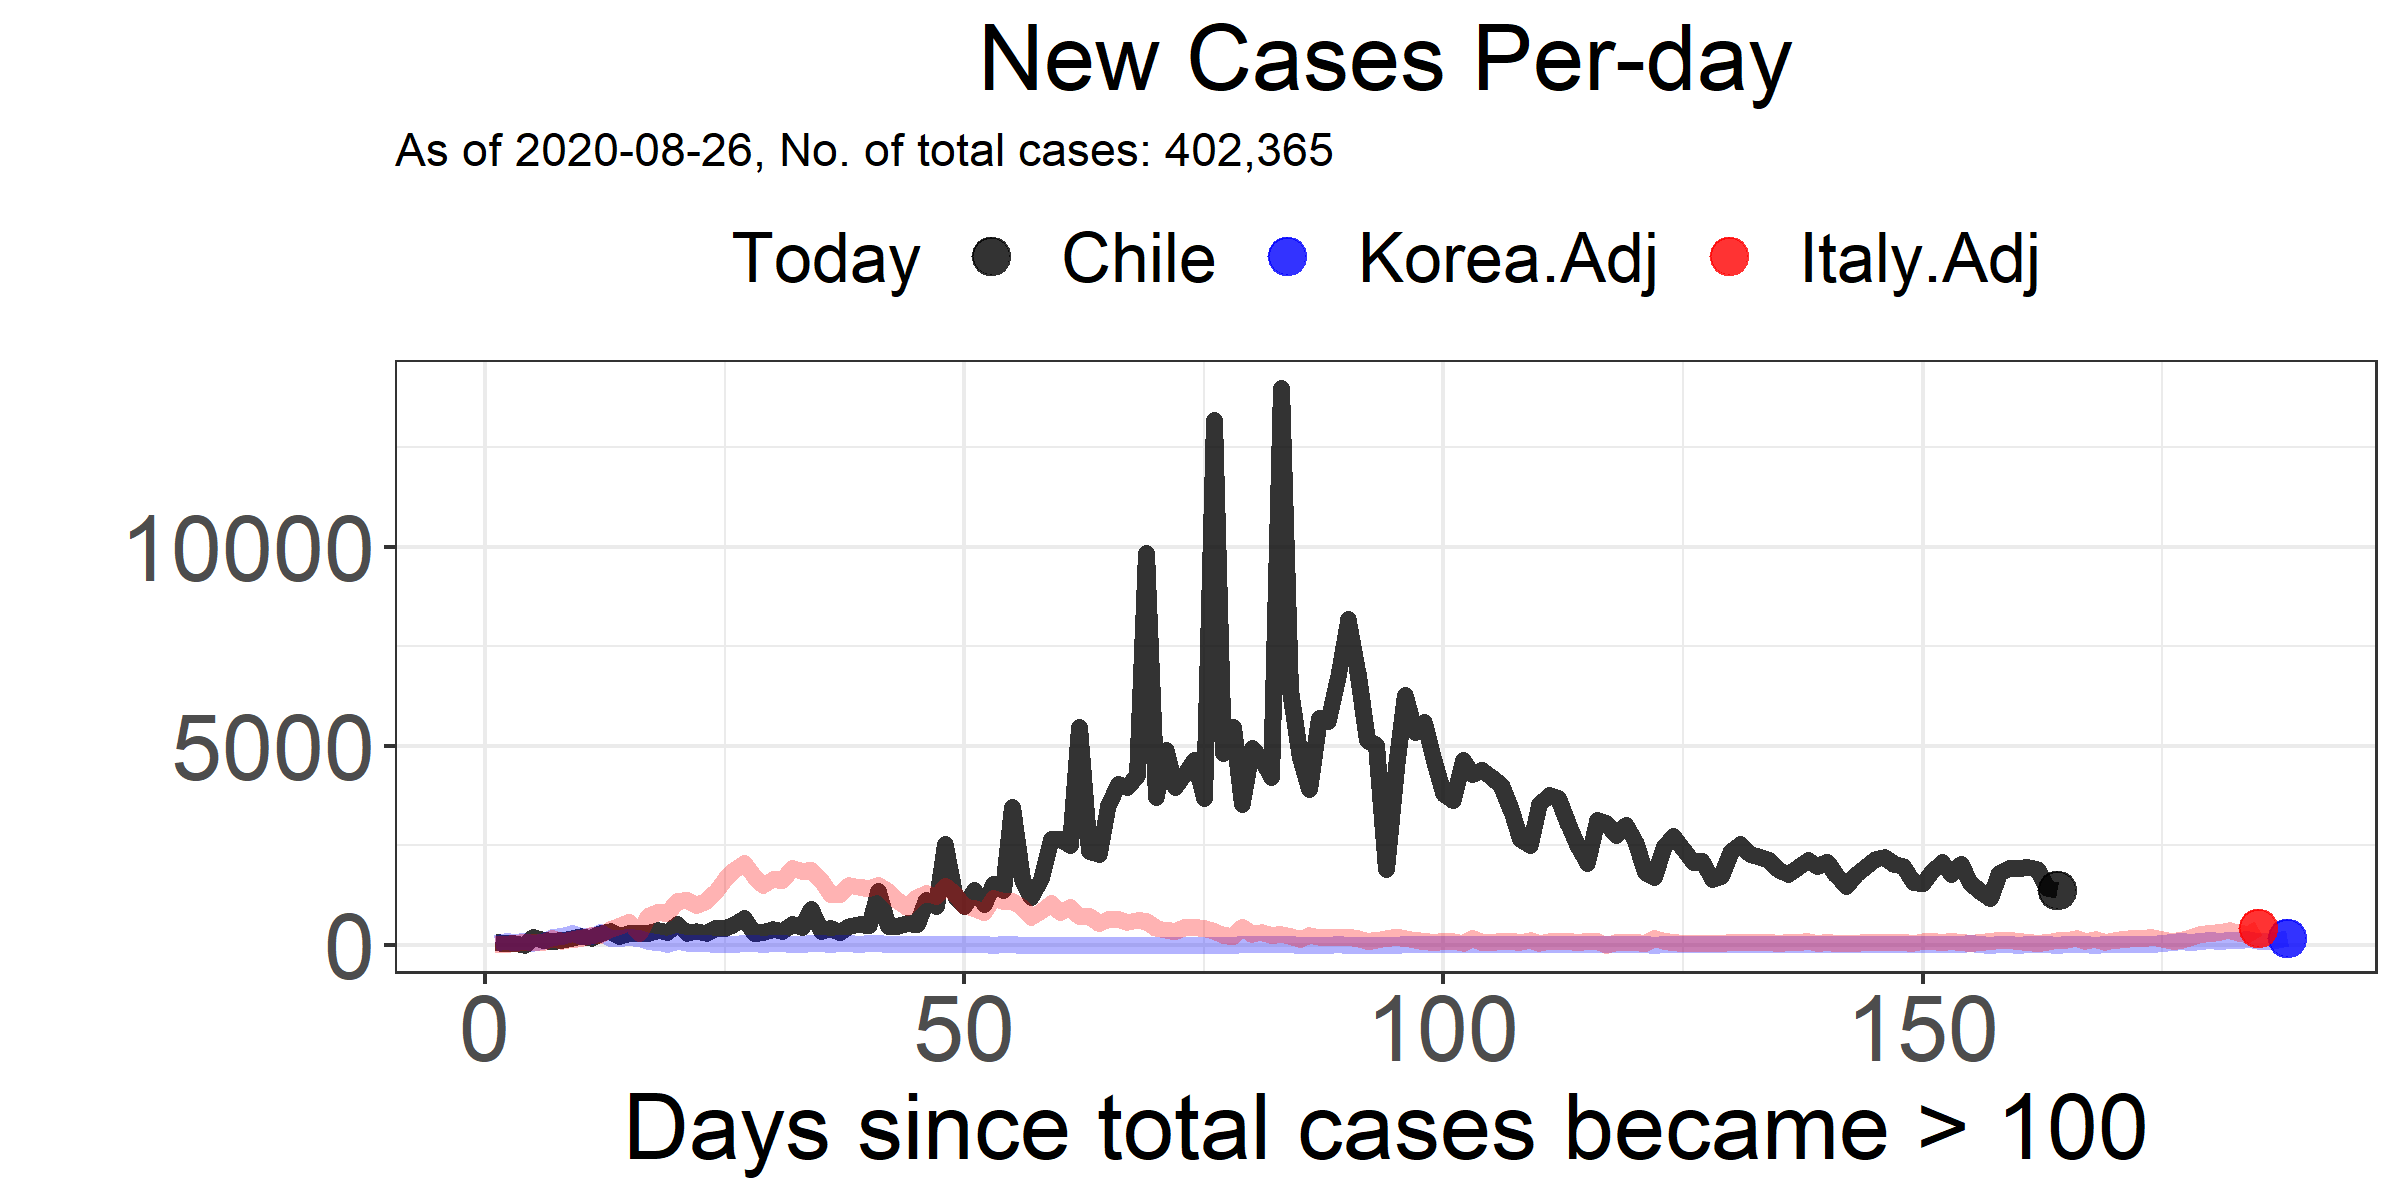 New Cases Per-day
As of 2020-08-26, No. of total cases: 402,365
Today Chile Korea.Adj Italy.Adj
10000
5000
0
0 50 100 150
Days since total cases became > 100